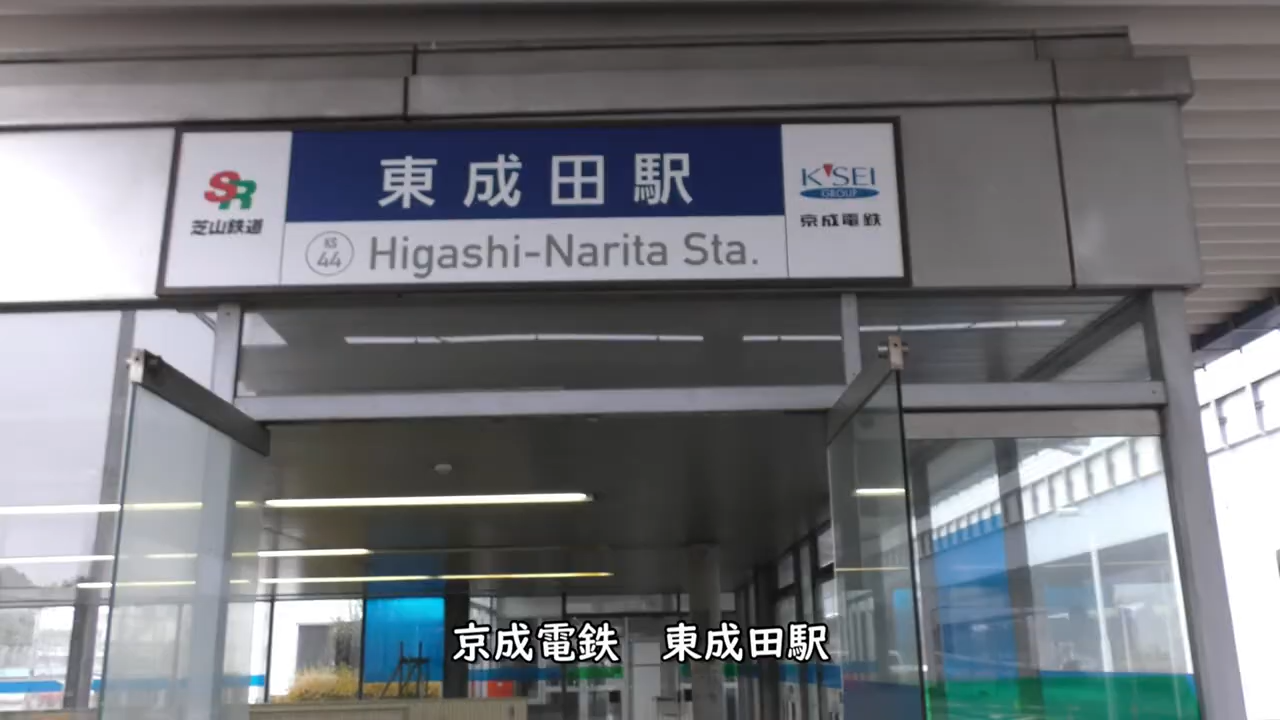 SR
芝山鉄道
東成田駅
KS
44
Higashi-Narita Sta.
K'SEI
GROUP
京成電鉄
京成電鉄 東成田駅